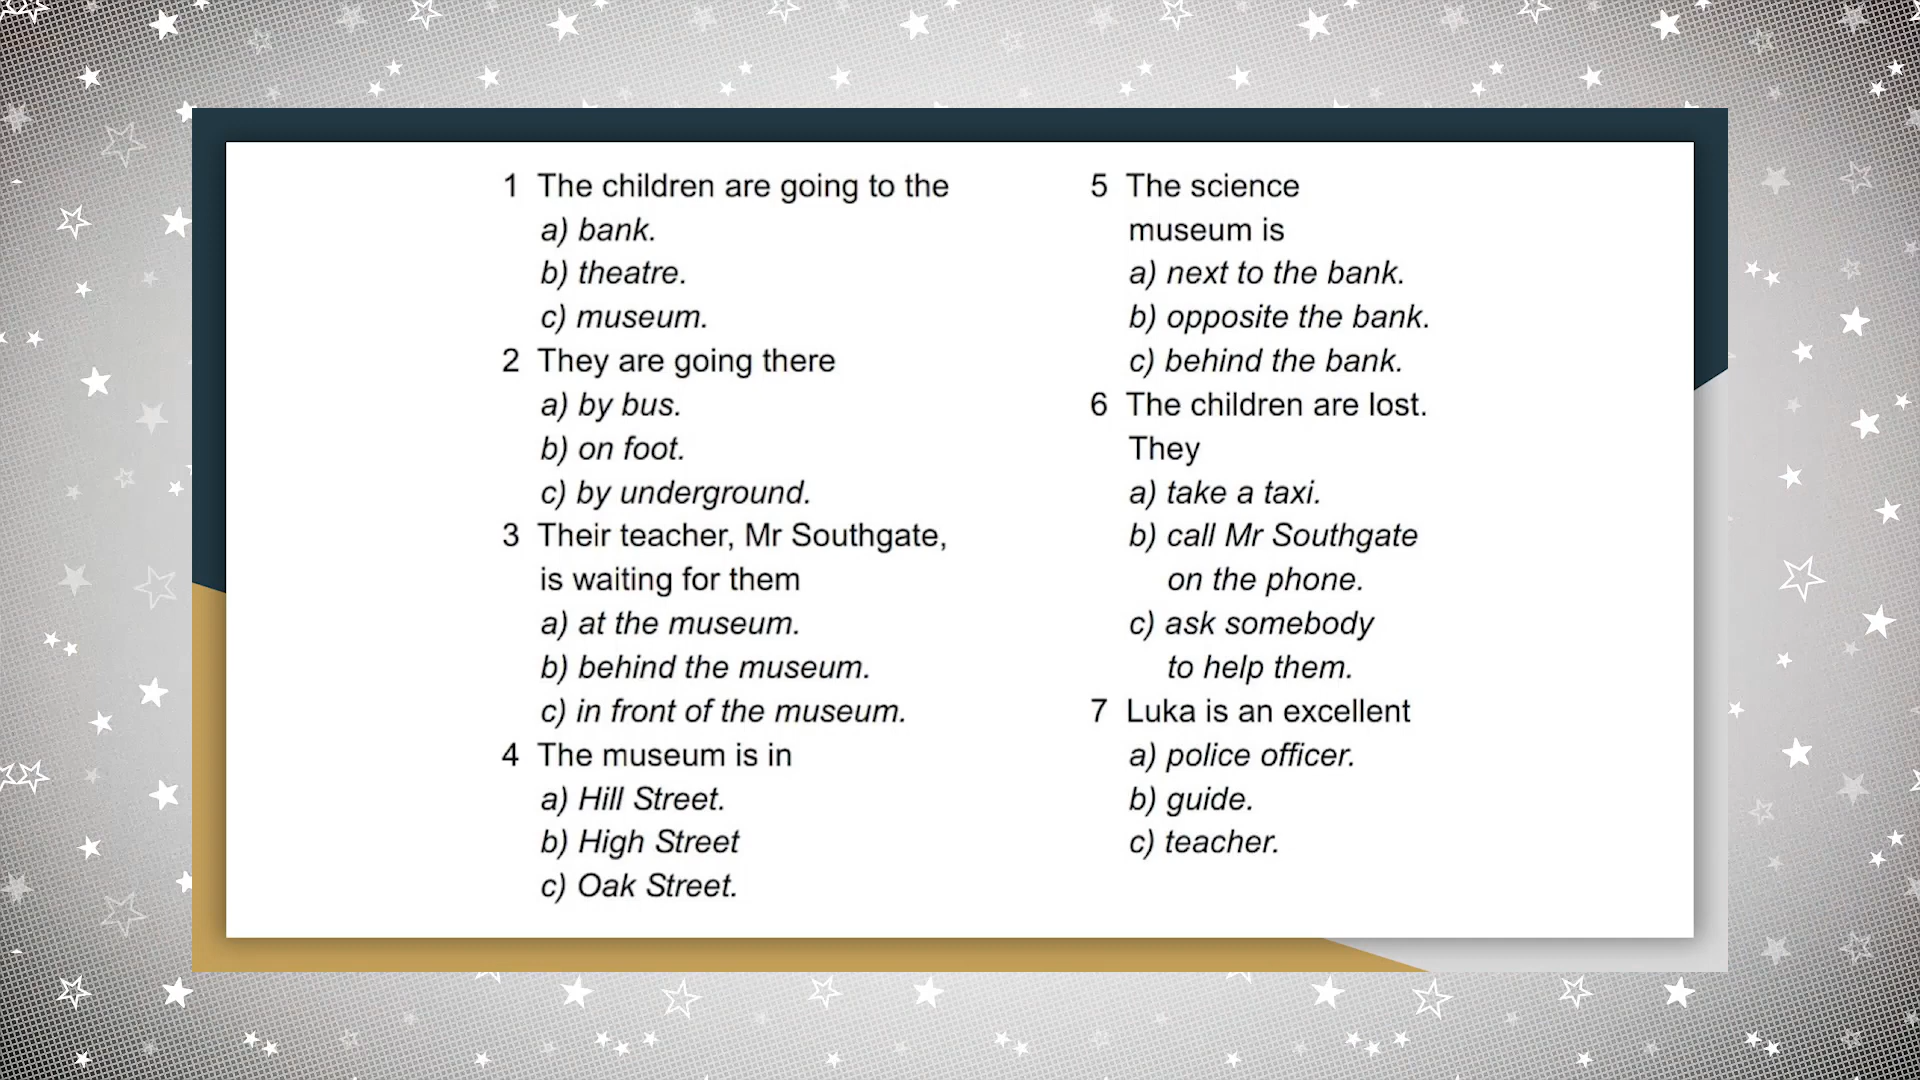 1 The children are going to the
a) bank.
b) theatre.
c) museum.
2 They are going there
a) by bus.
b) on foot.
c) by underground.
3 Their teacher, Mr Southgate,
is waiting for them
a) at the museum.
b) behind the museum.
c) in front of the museum.
4 The museum is in
a) Hill Street.
b) High Street
c) Oak Street.
5 The science
museum is
a) next to the bank.
b) opposite the bank.
c) behind the bank.
6 The children are lost.
They
a) take a taxi.
b) call Mr Southgate
on the phone.
c) ask somebody
to help them.
7 Luka is an excellent
a) police officer.
b) guide.
c) teacher.